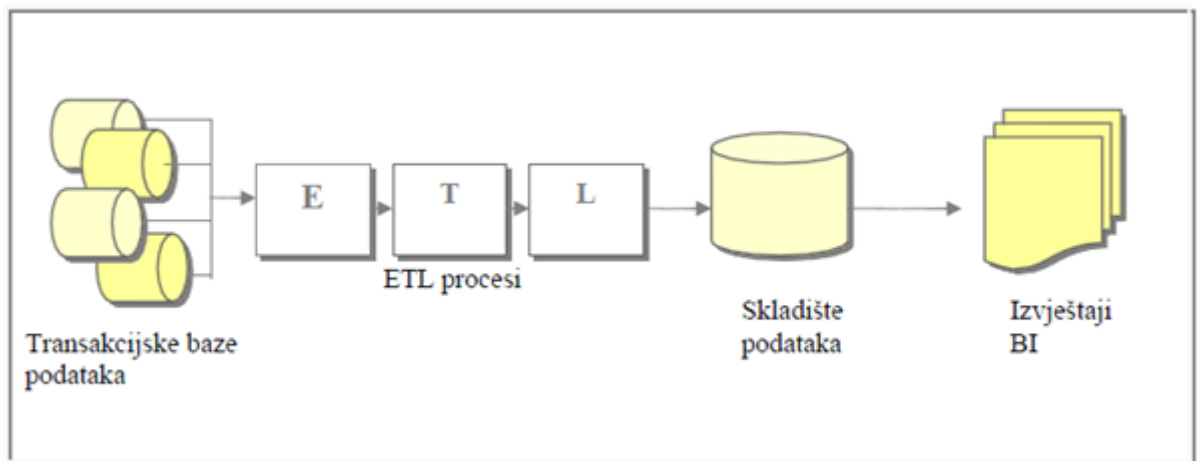 E
T
L
ETL procesi
Transakcijske baze
podataka
Skladište
podataka
Izvještaji
BI